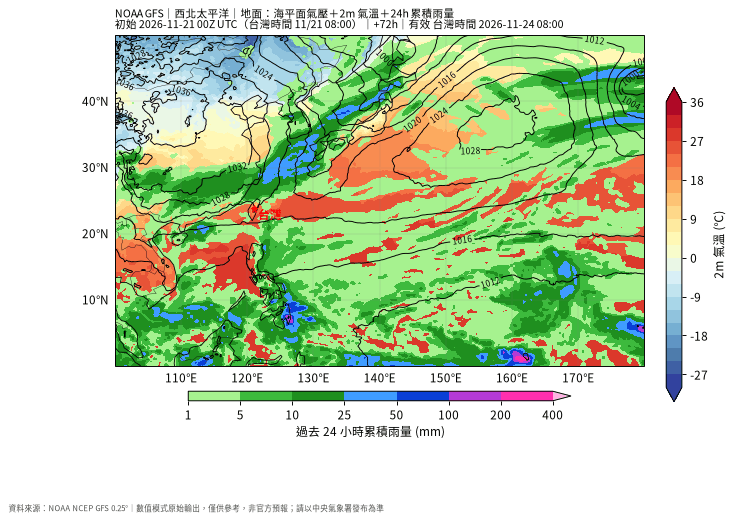 NOAA GFS｜西北太平洋｜地面：海平面氣壓＋2m 氣溫＋24h 累積雨量
初始 2026-11-21 00Z UTC（台灣時間 11/21 08:00）｜+72h｜有效 台灣時間 2026-11-24 08:00
1012
1024
1016
1036
1036
1004
40°N
1020
1024
1028
30°N
1032
1028
台灣
20°N
1016
1012
10°N
110°E 120°E 130°E 140°E 150°E 160°E 170°E
36
27
18
9
0
-9
-18
-27
2m 氣溫 (°C)
1 5 10 25 50 100 200 400
過去 24 小時累積雨量 (mm)
資料來源：NOAA NCEP GFS 0.25°｜數值模式原始輸出，僅供參考，非官方預報；請以中央氣象署發布為準